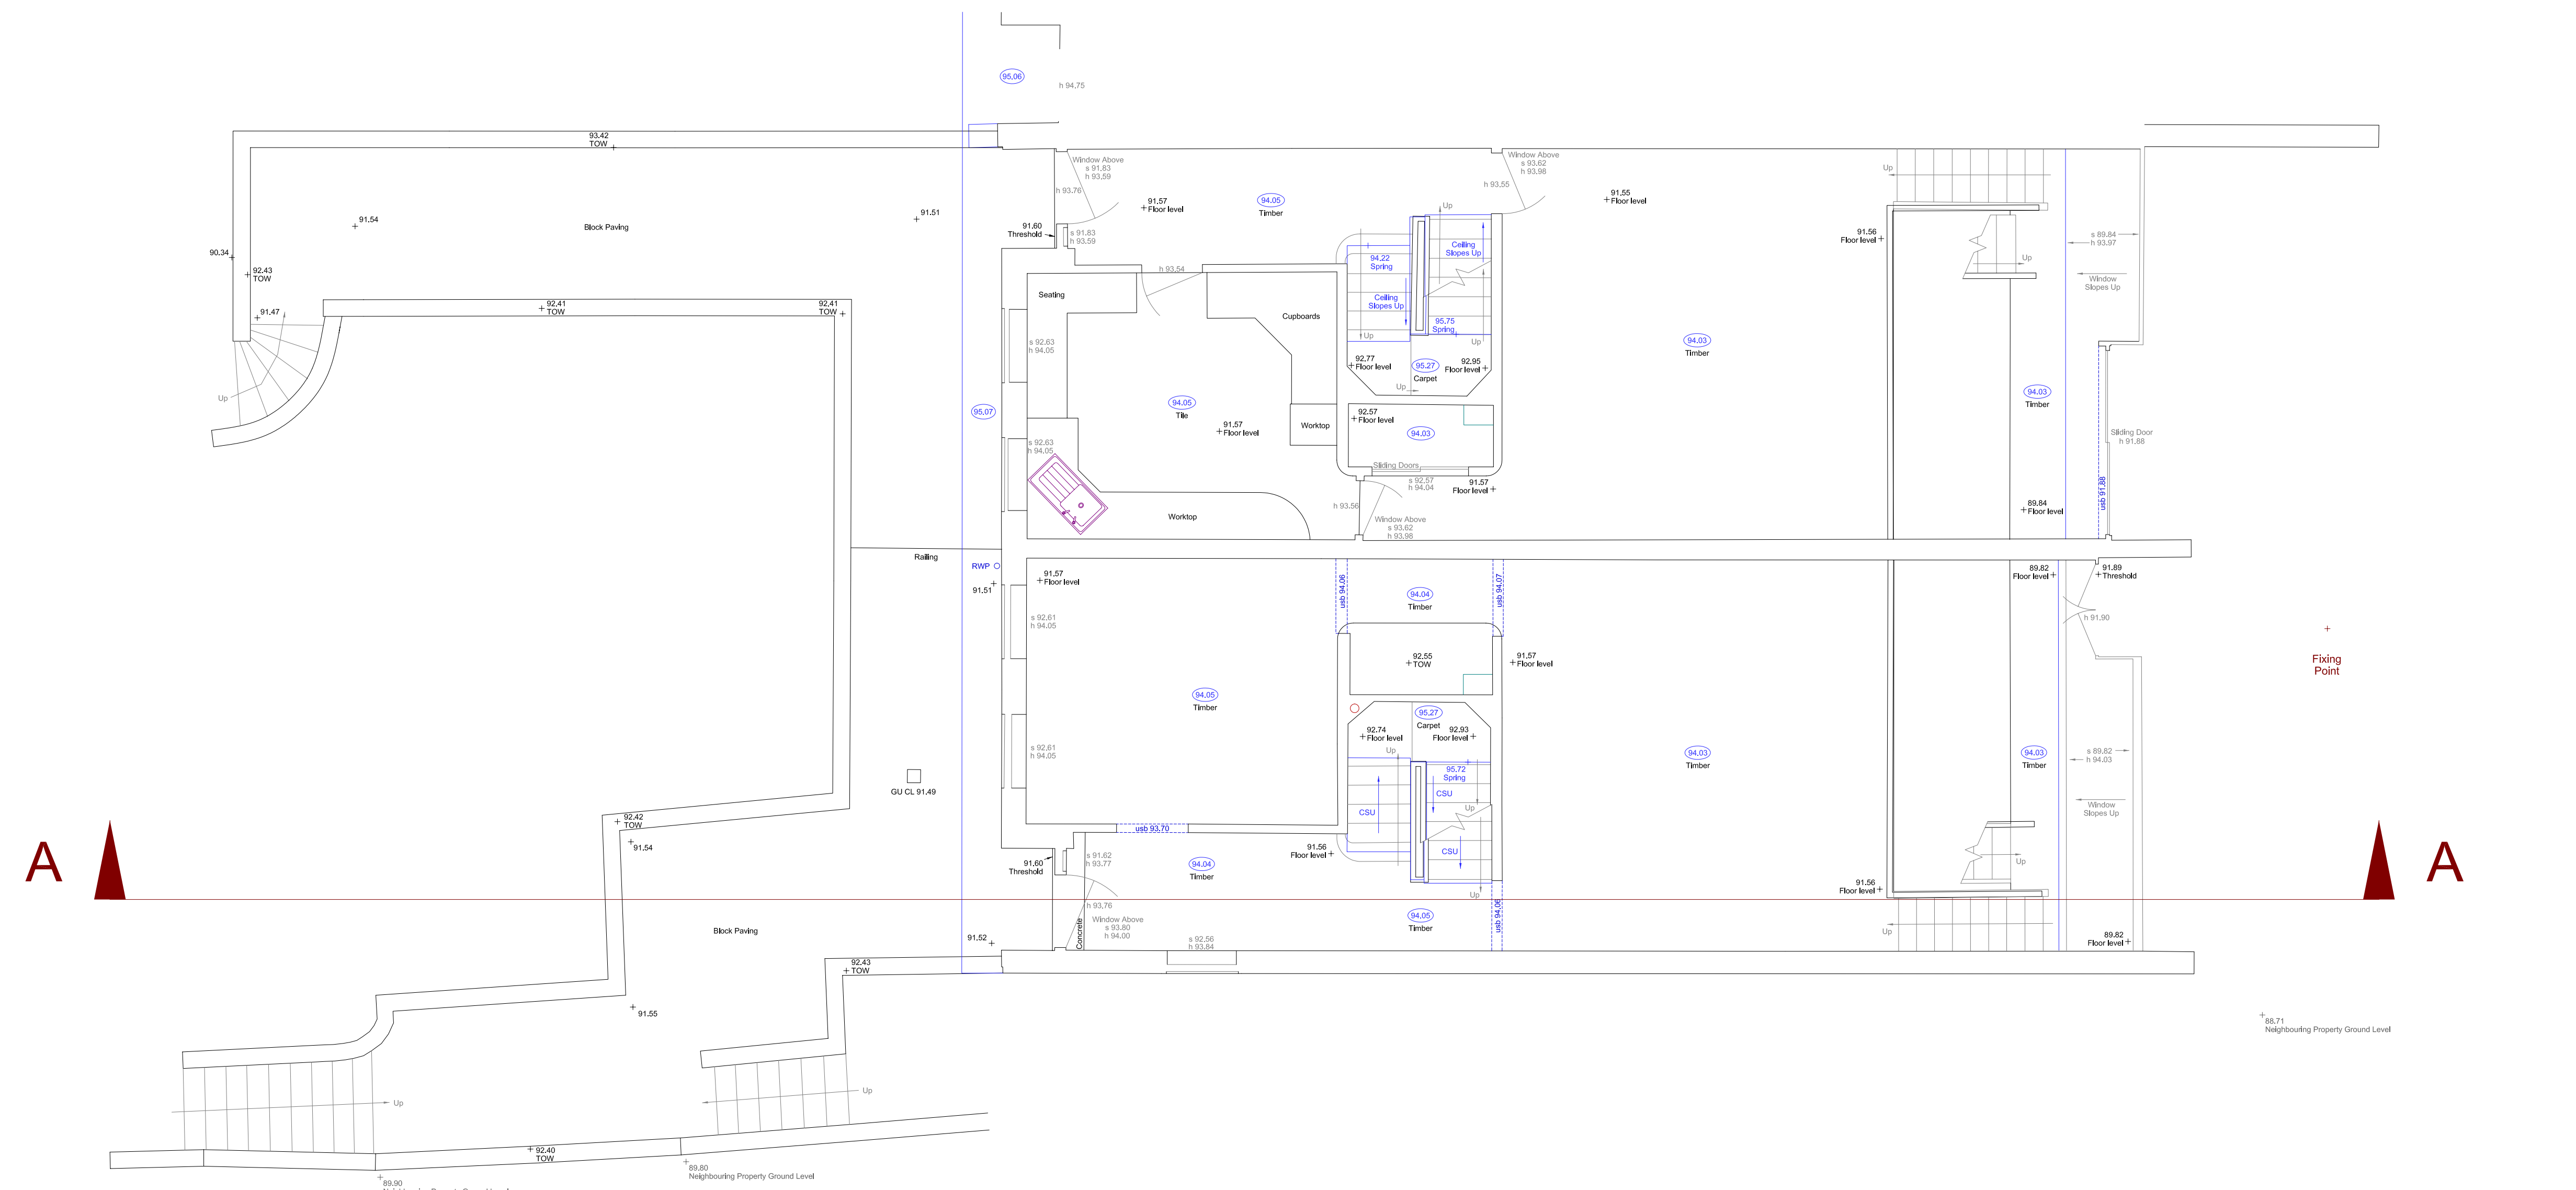 95.06
h 94.75
93.42
TOW
Window Above
s 91.83
h 93.59
h 93.76
Window Above
s 93.62
h 93.98
h 93.55
Up
91.54
Block Paving
91.51
91.57
Floor level
94.05
Timber
91.55
Floor level
Up
91.60
Threshold
s 91.83
h 93.59
91.56
Floor level
s 89.84
h 93.97
90.34
92.43
TOW
h 93.54
94.22
Spring
Ceiling
Slopes Up
Up
Window
Slopes Up
Seating
Cupboards
Ceiling
Slopes Up
92.41
TOW
92.41
TOW
91.47
95.75
Spring
Up
Up
s 92.63
h 94.05
94.03
Timber
92.77
Floor level
95.27
Carpet
92.95
Floor level
Up
Up
95.07
94.05
Tile
94.03
Timber
92.57
Floor level
91.57
Floor level
Worktop
94.03
Sliding Door
h 91.88
s 92.63
h 94.05
Sliding Doors
s 92.57
h 94.04
91.57
Floor level
usb 91.88
h 93.56
89.84
Floor level
Worktop
Window Above
s 93.62
h 93.98
Railing
RWP
91.51
91.57
Floor level
usb 94.06
94.04
Timber
usb 94.07
89.82
Floor level
91.89
Threshold
s 92.61
h 94.05
h 91.90
92.55
TOW
91.57
Floor level
Fixing
Point
94.05
Timber
95.27
Carpet
92.74
Floor level
92.93
Floor level
s 92.61
h 94.05
Up
94.03
Timber
94.03
Timber
s 89.82
h 94.03
95.72
Spring
GU CL 91.49
CSU
CSU
Up
Window
Slopes Up
92.42
TOW
usb 93.70
91.54
91.56
Floor level
CSU
A
A
91.60
Threshold
s 91.62
h 93.77
94.04
Timber
Up
91.56
Floor level
Up
h 93.76
Window Above
s 93.80
h 94.00
94.05
Timber
usb 94.06
Concrete
Block Paving
91.52
s 92.56
h 93.84
Up
89.82
Floor level
92.43
TOW
91.55
88.71
Neighbouring Property Ground Level
Up
Up
92.40
TOW
89.80
Neighbouring Property Ground Level
89.90